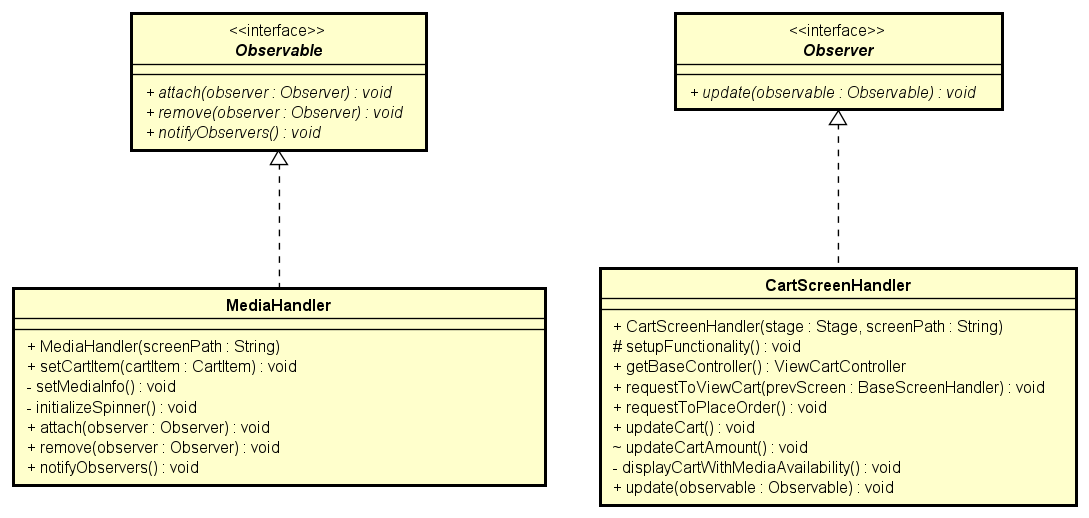 <<interface>>
Observable
+ attach(observer : Observer) : void
+ remove(observer : Observer) : void
+ notifyObservers() : void
<<interface>>
Observer
+ update(observable : Observable) : void
MediaHandler
+ MediaHandler(screenPath : String)
+ setCartItem(cartItem : CartItem) : void
- setMediaInfo() : void
- initializeSpinner() : void
+ attach(observer : Observer) : void
+ remove(observer : Observer) : void
+ notifyObservers() : void
CartScreenHandler
+ CartScreenHandler(stage : Stage, screenPath : String)
# setupFunctionality() : void
+ getBaseController() : ViewCartController
+ requestToViewCart(prevScreen : BaseScreenHandler) : void
+ requestToPlaceOrder() : void
+ updateCart() : void
~ updateCartAmount() : void
- displayCartWithMediaAvailability() : void
+ update(observable : Observable) : void